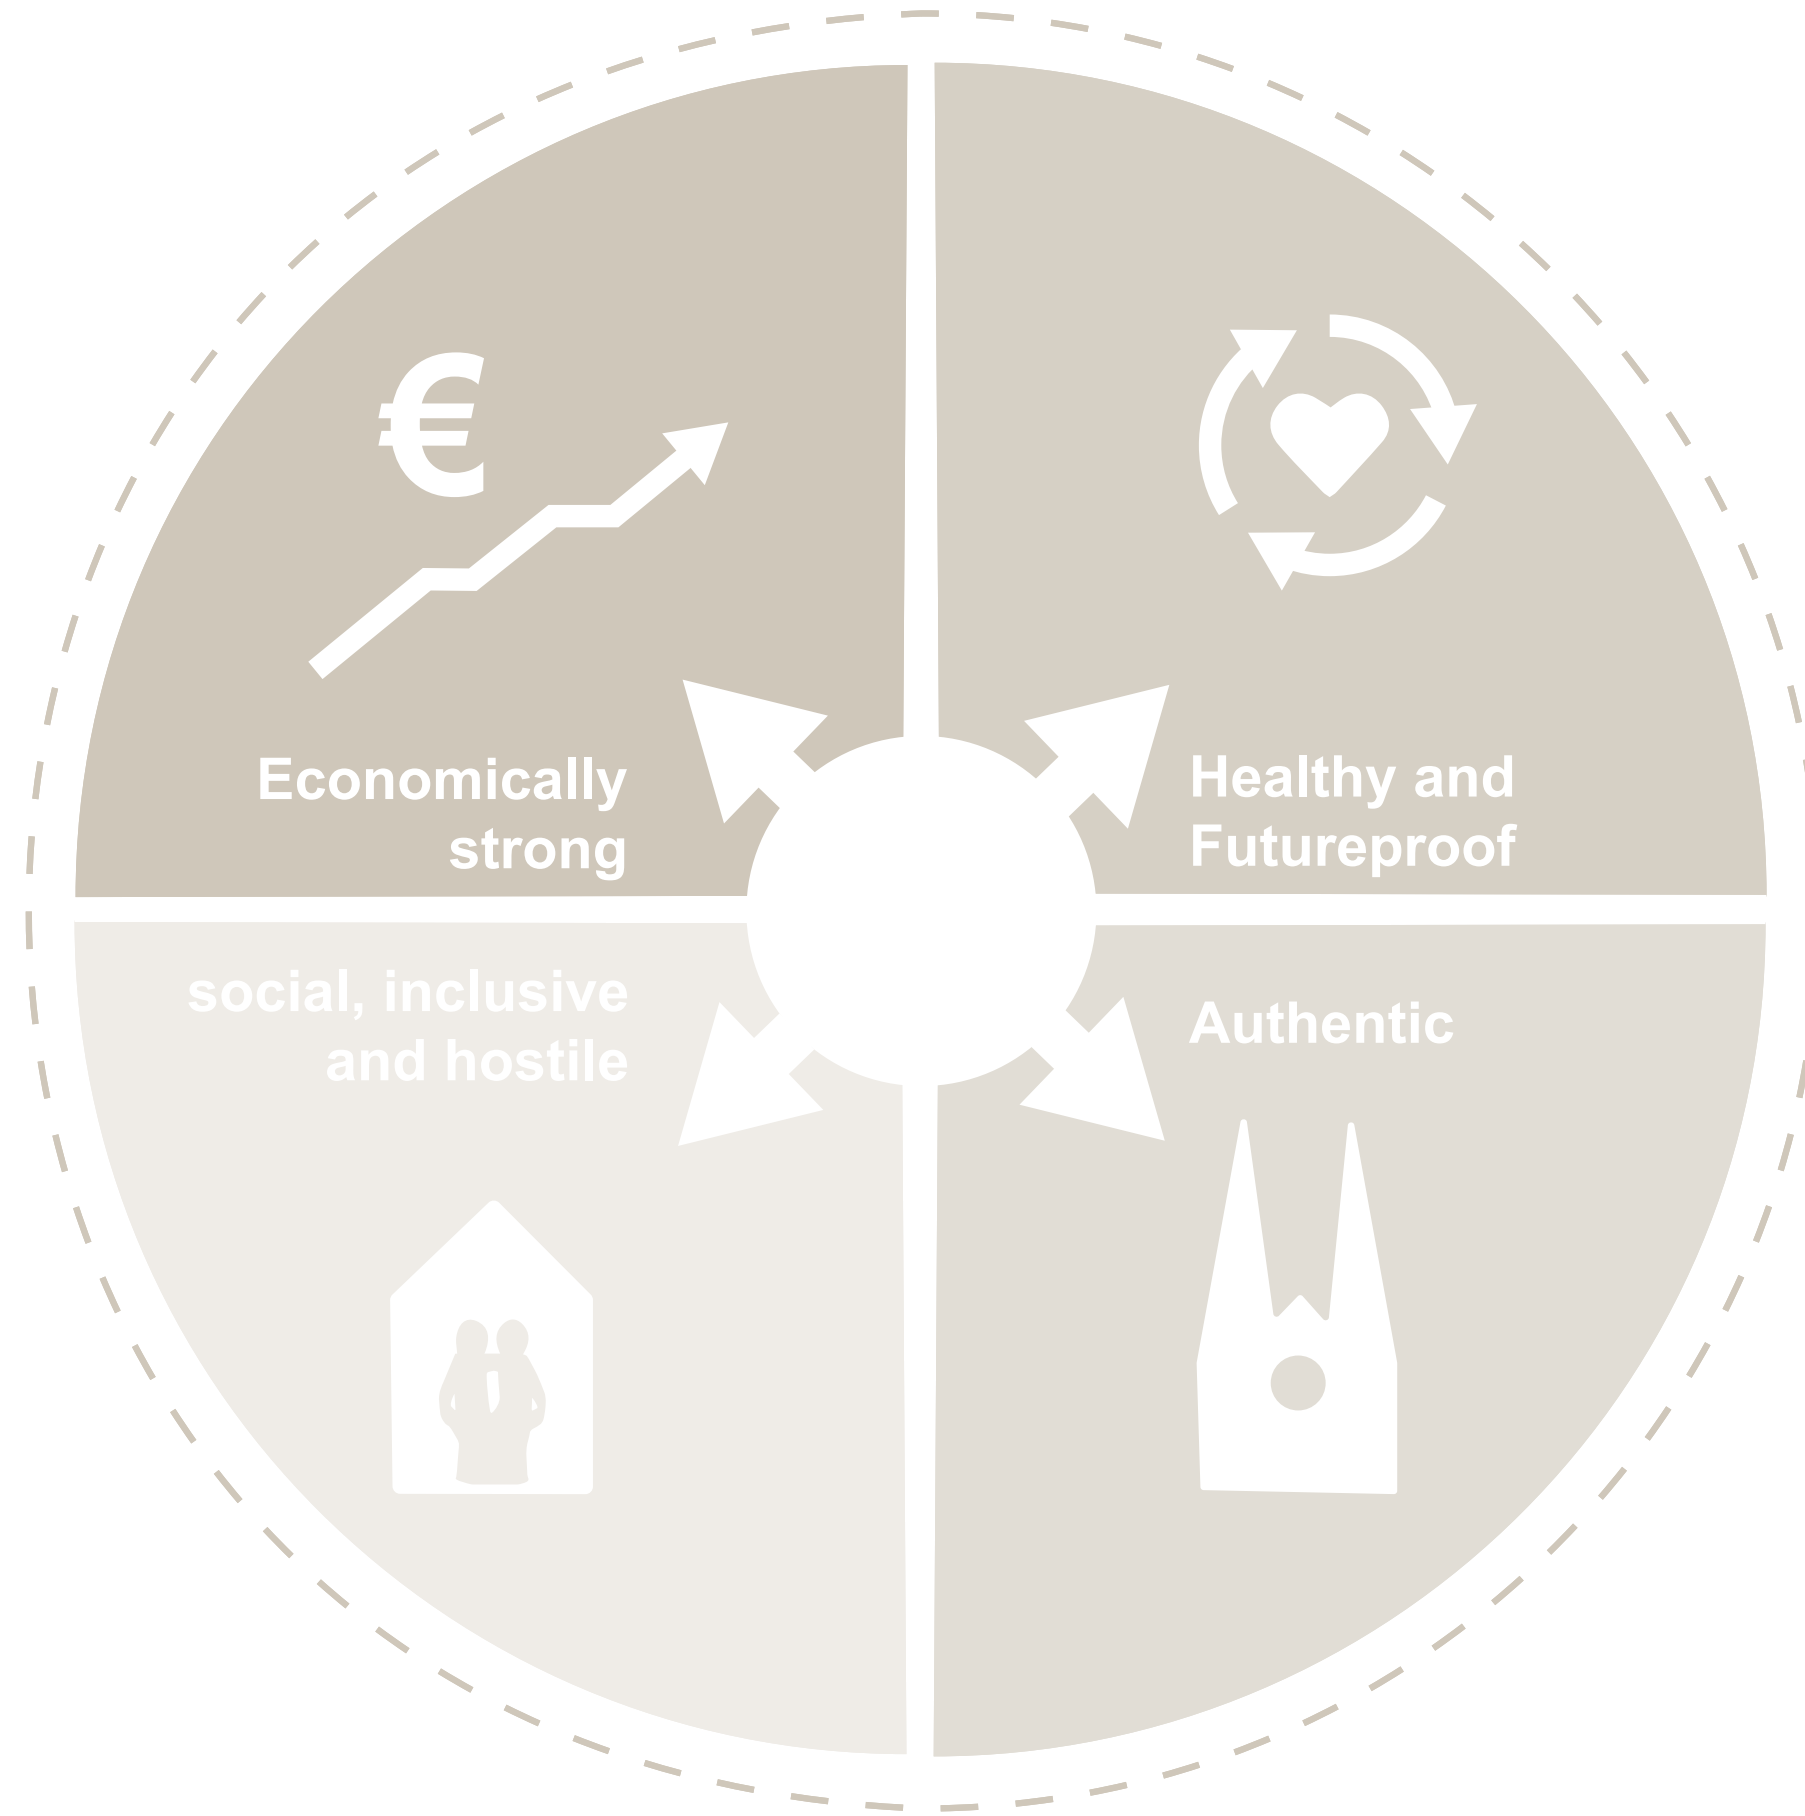 €
Economically
strong
Healthy and
Futureproof
social, inclusive
and hostile
Authentic